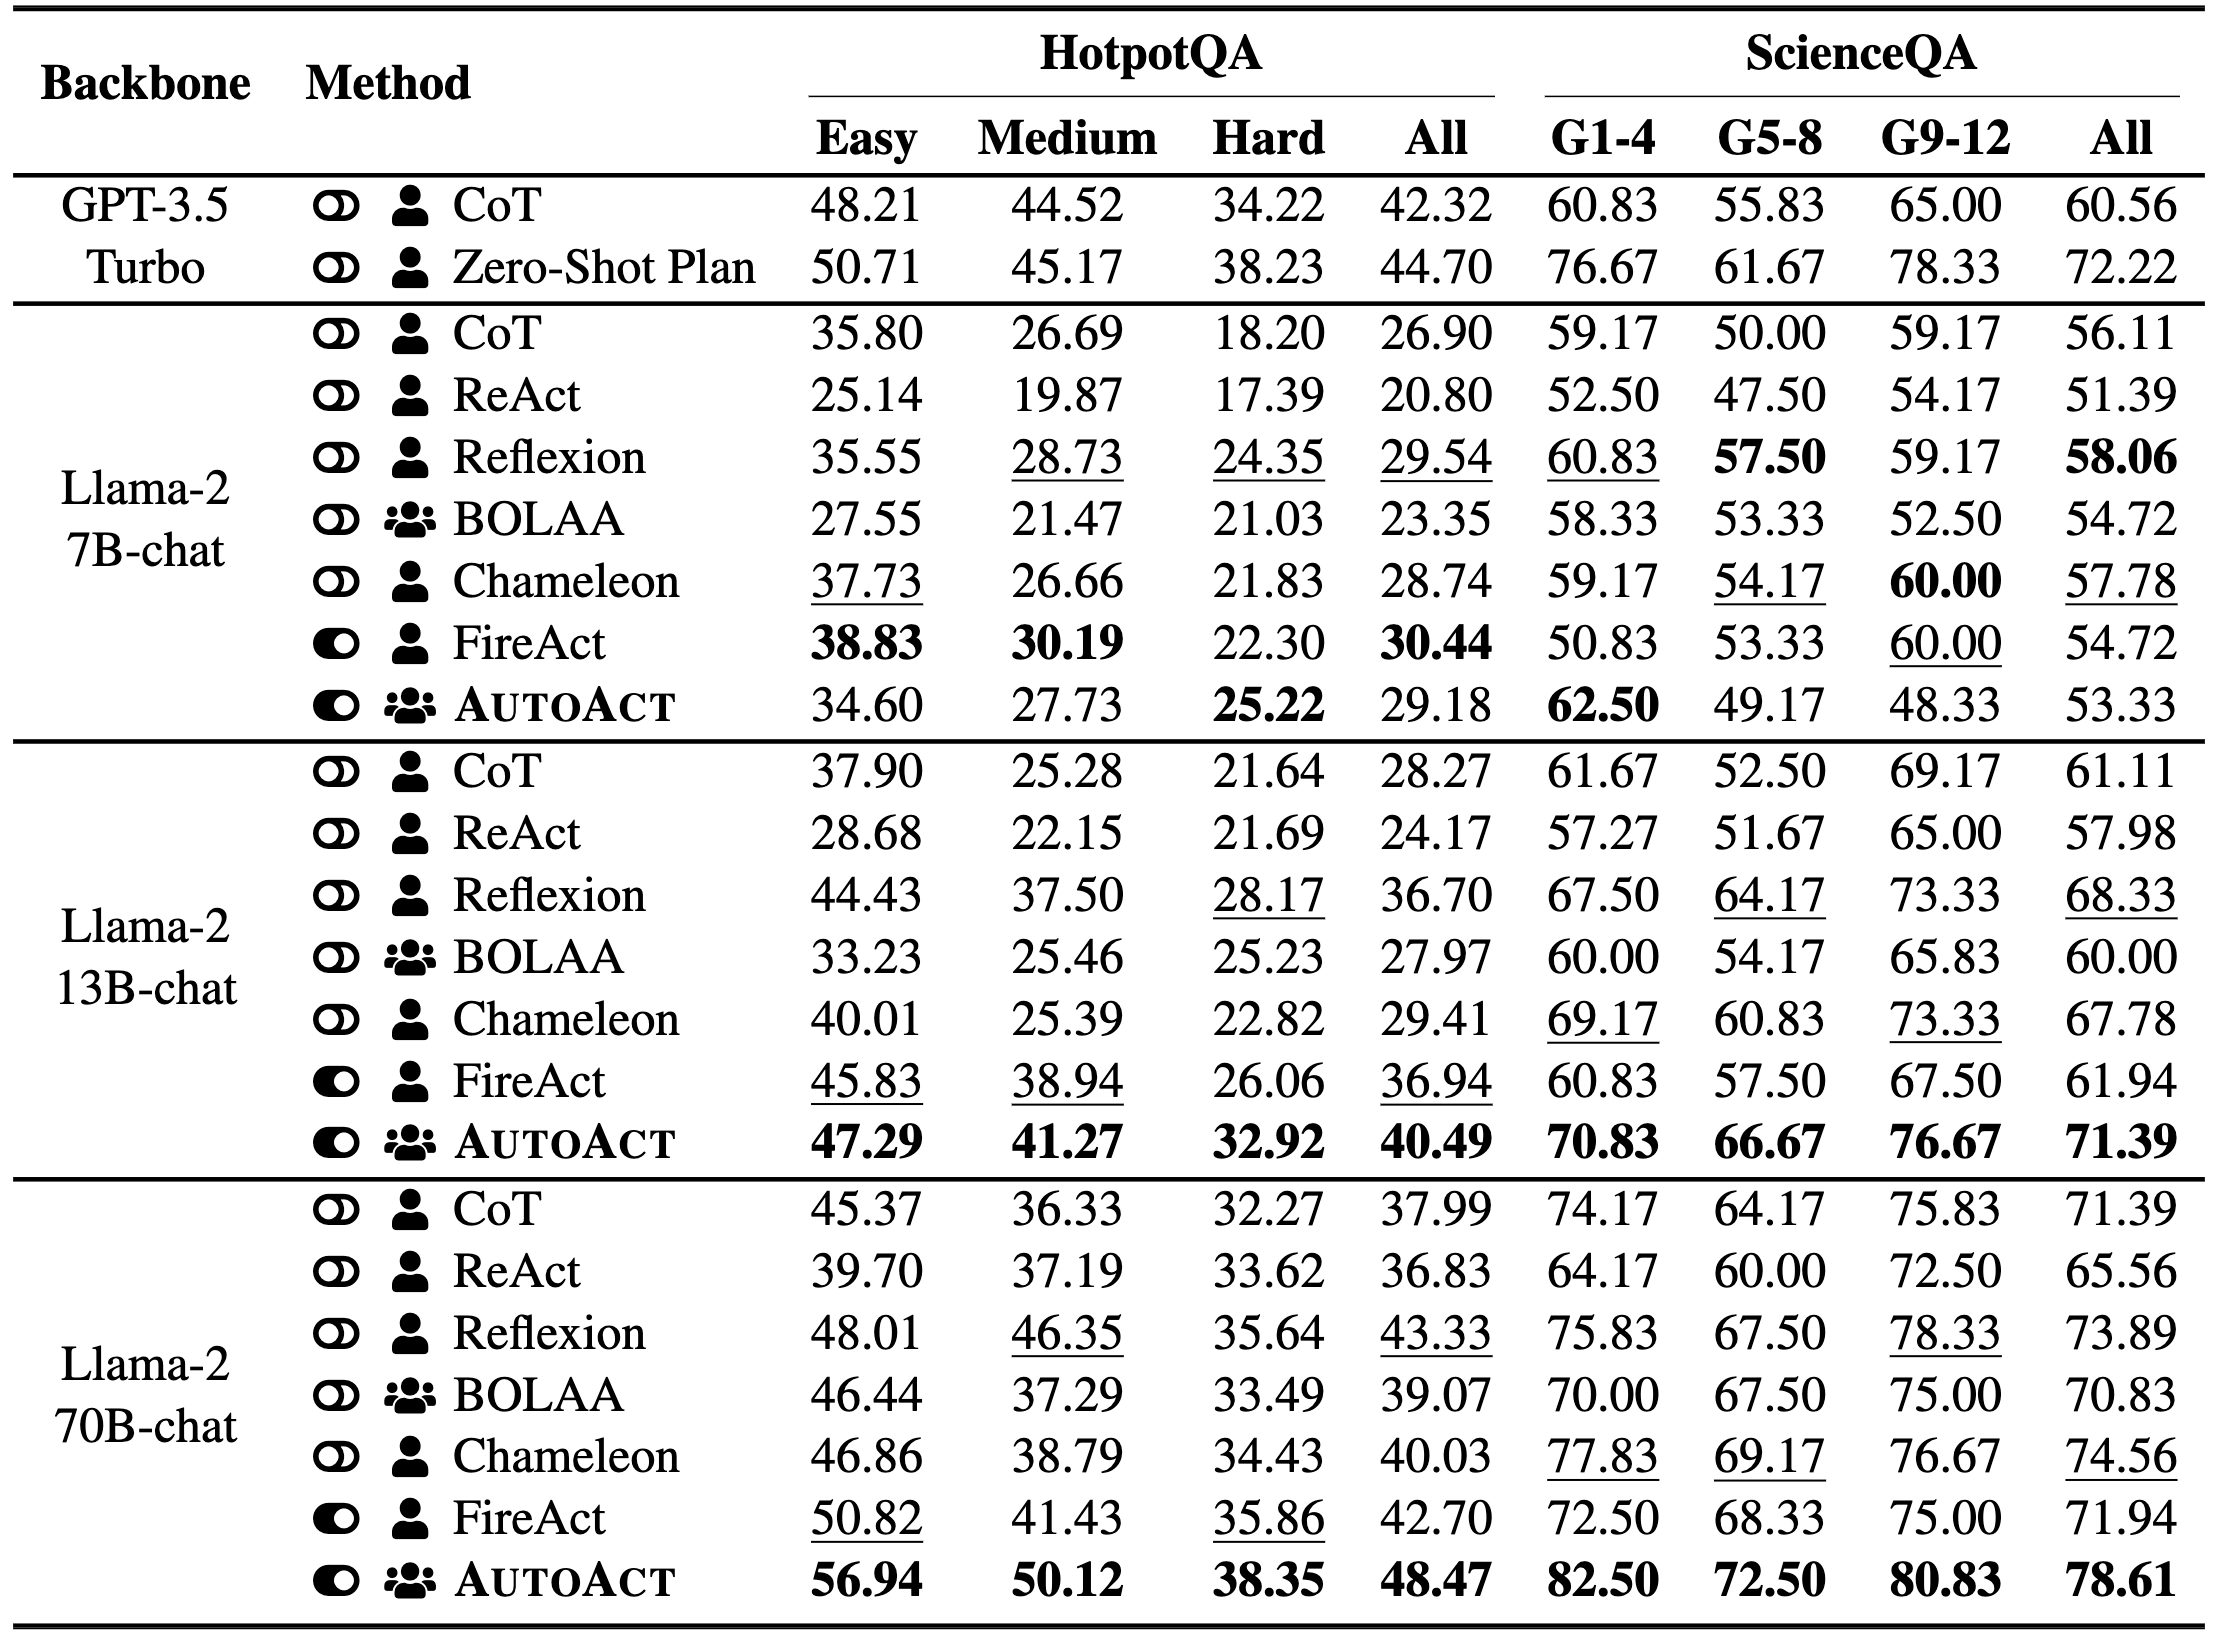 Backbone Method HotpotQA ScienceQA
Easy Medium Hard All G1-4 G5-8 G9-12 All
GPT-3.5 Turbo
CoT 48.21 44.52 34.22 42.32 60.83 55.83 65.00 60.56
Zero-Shot Plan 50.71 45.17 38.23 44.70 76.67 61.67 78.33 72.22
Llama-2 7B-chat
CoT 35.80 26.69 18.20 26.90 59.17 50.00 59.17 56.11
ReAct 25.14 19.87 17.39 20.80 52.50 47.50 54.17 51.39
Reflexion 35.55 28.73 24.35 29.54 60.83 57.50 59.17 58.06
BOLAA 27.55 21.47 21.03 23.35 58.33 53.33 52.50 54.72
Chameleon 37.73 26.66 21.83 28.74 59.17 54.17 60.00 57.78
FireAct 38.83 30.19 22.30 30.44 50.83 53.33 60.00 54.72
AUTOACT 34.60 27.73 25.22 29.18 62.50 49.17 48.33 53.33
Llama-2 13B-chat
CoT 37.90 25.28 21.64 28.27 61.67 52.50 69.17 61.11
ReAct 28.68 22.15 21.69 24.17 57.27 51.67 65.00 57.98
Reflexion 44.43 37.50 28.17 36.70 67.50 64.17 73.33 68.33
BOLAA 33.23 25.46 25.23 27.97 60.00 54.17 65.83 60.00
Chameleon 40.01 25.39 22.82 29.41 69.17 60.83 73.33 67.78
FireAct 45.83 38.94 26.06 36.94 60.83 57.50 67.50 61.94
AUTOACT 47.29 41.27 32.92 40.49 70.83 66.67 76.67 71.39
Llama-2 70B-chat
CoT 45.37 36.33 32.27 37.99 74.17 64.17 75.83 71.39
ReAct 39.70 37.19 33.62 36.83 64.17 60.00 72.50 65.56
Reflexion 48.01 46.35 35.64 43.33 75.83 67.50 78.33 73.89
BOLAA 46.44 37.29 33.49 39.07 70.00 67.50 75.00 70.83
Chameleon 46.86 38.79 34.43 40.03 77.83 69.17 76.67 74.56
FireAct 50.82 41.43 35.86 42.70 72.50 68.33 75.00 71.94
AUTOACT 56.94 50.12 38.35 48.47 82.50 72.50 80.83 78.61